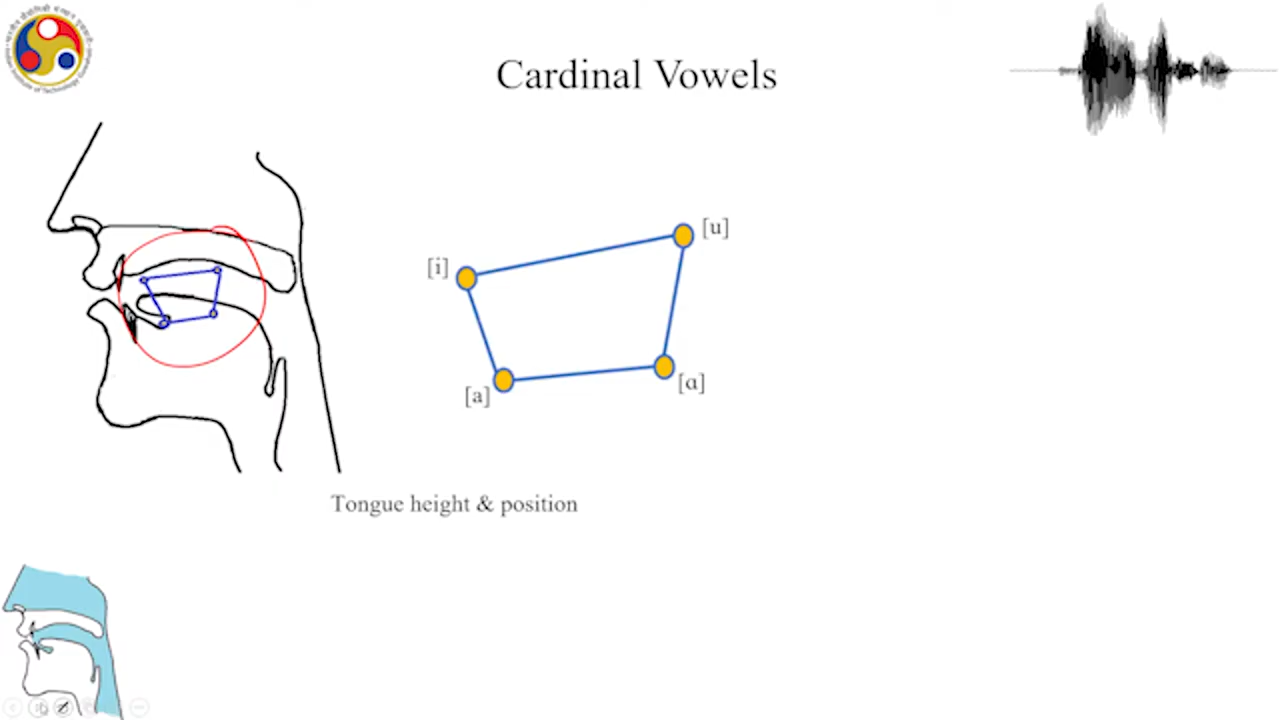 Cardinal Vowels
[u]
[i]
[a]
[ɑ]
Tongue height & position